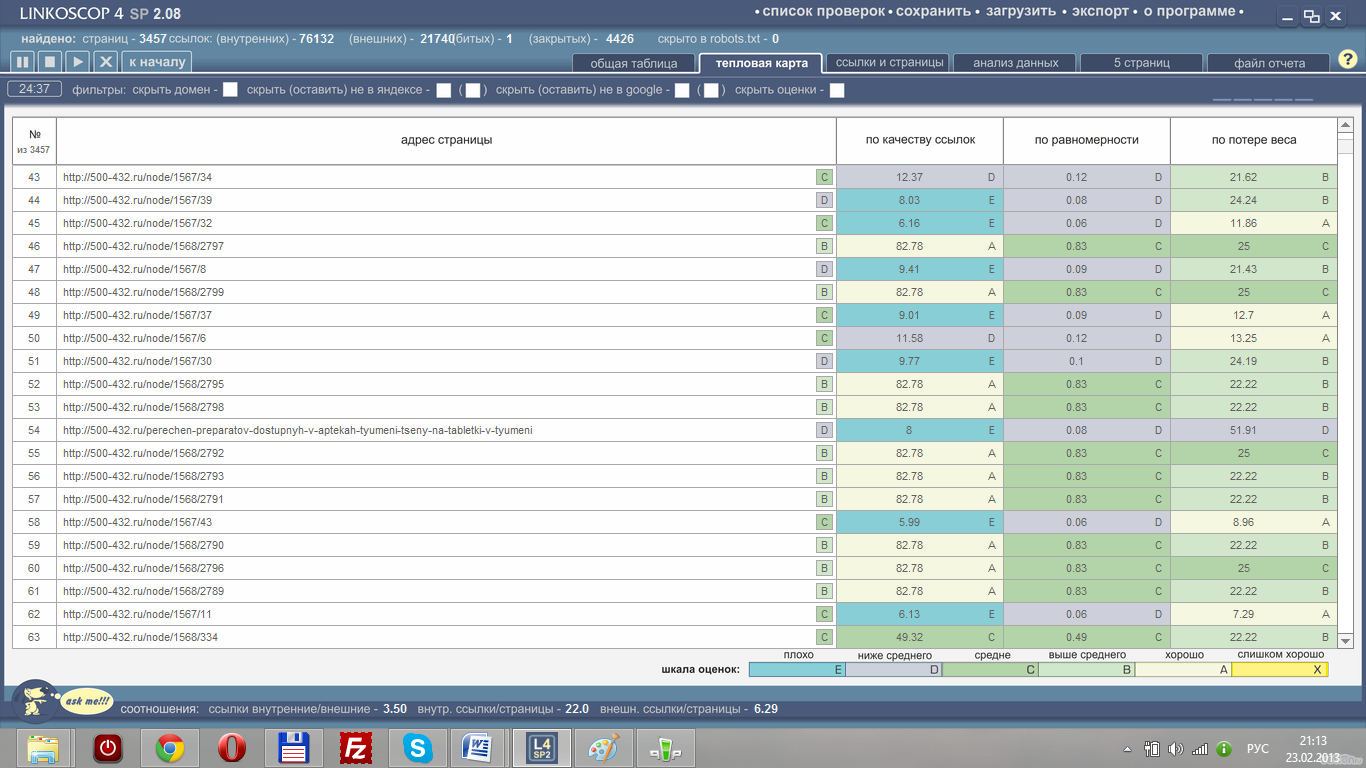 LINKOSCOP 4 SP 2.08
• список проверок • сохранить • загрузить • экспорт • о программе •
найдено: страниц - 3457 ссылок: (внутренних) - 76132 (внешних) - 21740 (битых) - 1 (закрытых) - 4426 скрыто в robots.txt - 0
к началу общая таблица тепловая карта ссылки и страницы анализ данных 5 страниц файл отчета ?
24:37 фильтры: скрыть домен - скрыть (оставить) не в яндексе - ( ) скрыть (оставить) не в google - ( ) скрыть оценки -
№ из 3457 адрес страницы по качеству ссылок по равномерности по потере веса
43 http://500-432.ru/node/1567/34 C 12.37 D 0.12 D 21.62 B
44 http://500-432.ru/node/1567/39 D 8.03 E 0.08 D 24.24 B
45 http://500-432.ru/node/1567/32 C 6.16 E 0.06 D 11.86 A
46 http://500-432.ru/node/1568/2797 B 82.78 A 0.83 C 25 C
47 http://500-432.ru/node/1567/8 D 9.41 E 0.09 D 21.43 B
48 http://500-432.ru/node/1568/2799 B 82.78 A 0.83 C 25 C
49 http://500-432.ru/node/1567/37 C 9.01 E 0.09 D 12.7 A
50 http://500-432.ru/node/1567/6 C 11.58 D 0.12 D 13.25 A
51 http://500-432.ru/node/1567/30 D 9.77 E 0.1 D 24.19 B
52 http://500-432.ru/node/1568/2795 B 82.78 A 0.83 C 22.22 B
53 http://500-432.ru/node/1568/2798 B 82.78 A 0.83 C 22.22 B
54 http://500-432.ru/perechen-preparatov-dostupnyh-v-aptekah-tyumeni-tseny-na-tabletki-v-tyumeni D 8 E 0.08 D 51.91 D
55 http://500-432.ru/node/1568/2792 B 82.78 A 0.83 C 25 C
56 http://500-432.ru/node/1568/2793 B 82.78 A 0.83 C 22.22 B
57 http://500-432.ru/node/1568/2791 B 82.78 A 0.83 C 22.22 B
58 http://500-432.ru/node/1567/43 C 5.99 E 0.06 D 8.96 A
59 http://500-432.ru/node/1568/2790 B 82.78 A 0.83 C 22.22 B
60 http://500-432.ru/node/1568/2796 B 82.78 A 0.83 C 25 C
61 http://500-432.ru/node/1568/2789 B 82.78 A 0.83 C 22.22 B
62 http://500-432.ru/node/1567/11 C 6.13 E 0.06 D 7.29 A
63 http://500-432.ru/node/1568/334 C 49.32 C 0.49 C 22.22 B
плохо ниже среднего средне выше среднего хорошо слишком хорошо
шкала оценок: E D C B A X
ask me!!!
соотношения: ссылки внутренние/внешние - 3.50 внутр. ссылки/страницы - 22.0 внешн. ссылки/страницы - 6.29
L4 SP2 РУС 21:13
23.02.2013